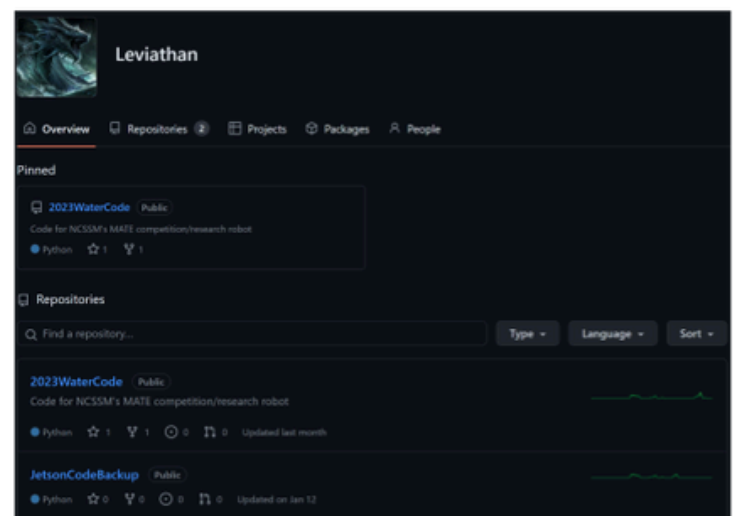 Leviathan
Overview Repositories 2 Projects Packages People
Pinned
2023WaterCode Public
Code for NCSSM's MATE competition/research robot
Python 1 1
Repositories
Find a repository... Type Language Sort
2023WaterCode Public
Code for NCSSM's MATE competition/research robot
Python 1 1 0 0 Updated last month
JetsonCodeBackup Public
Python 0 0 0 0 Updated on Jan 12